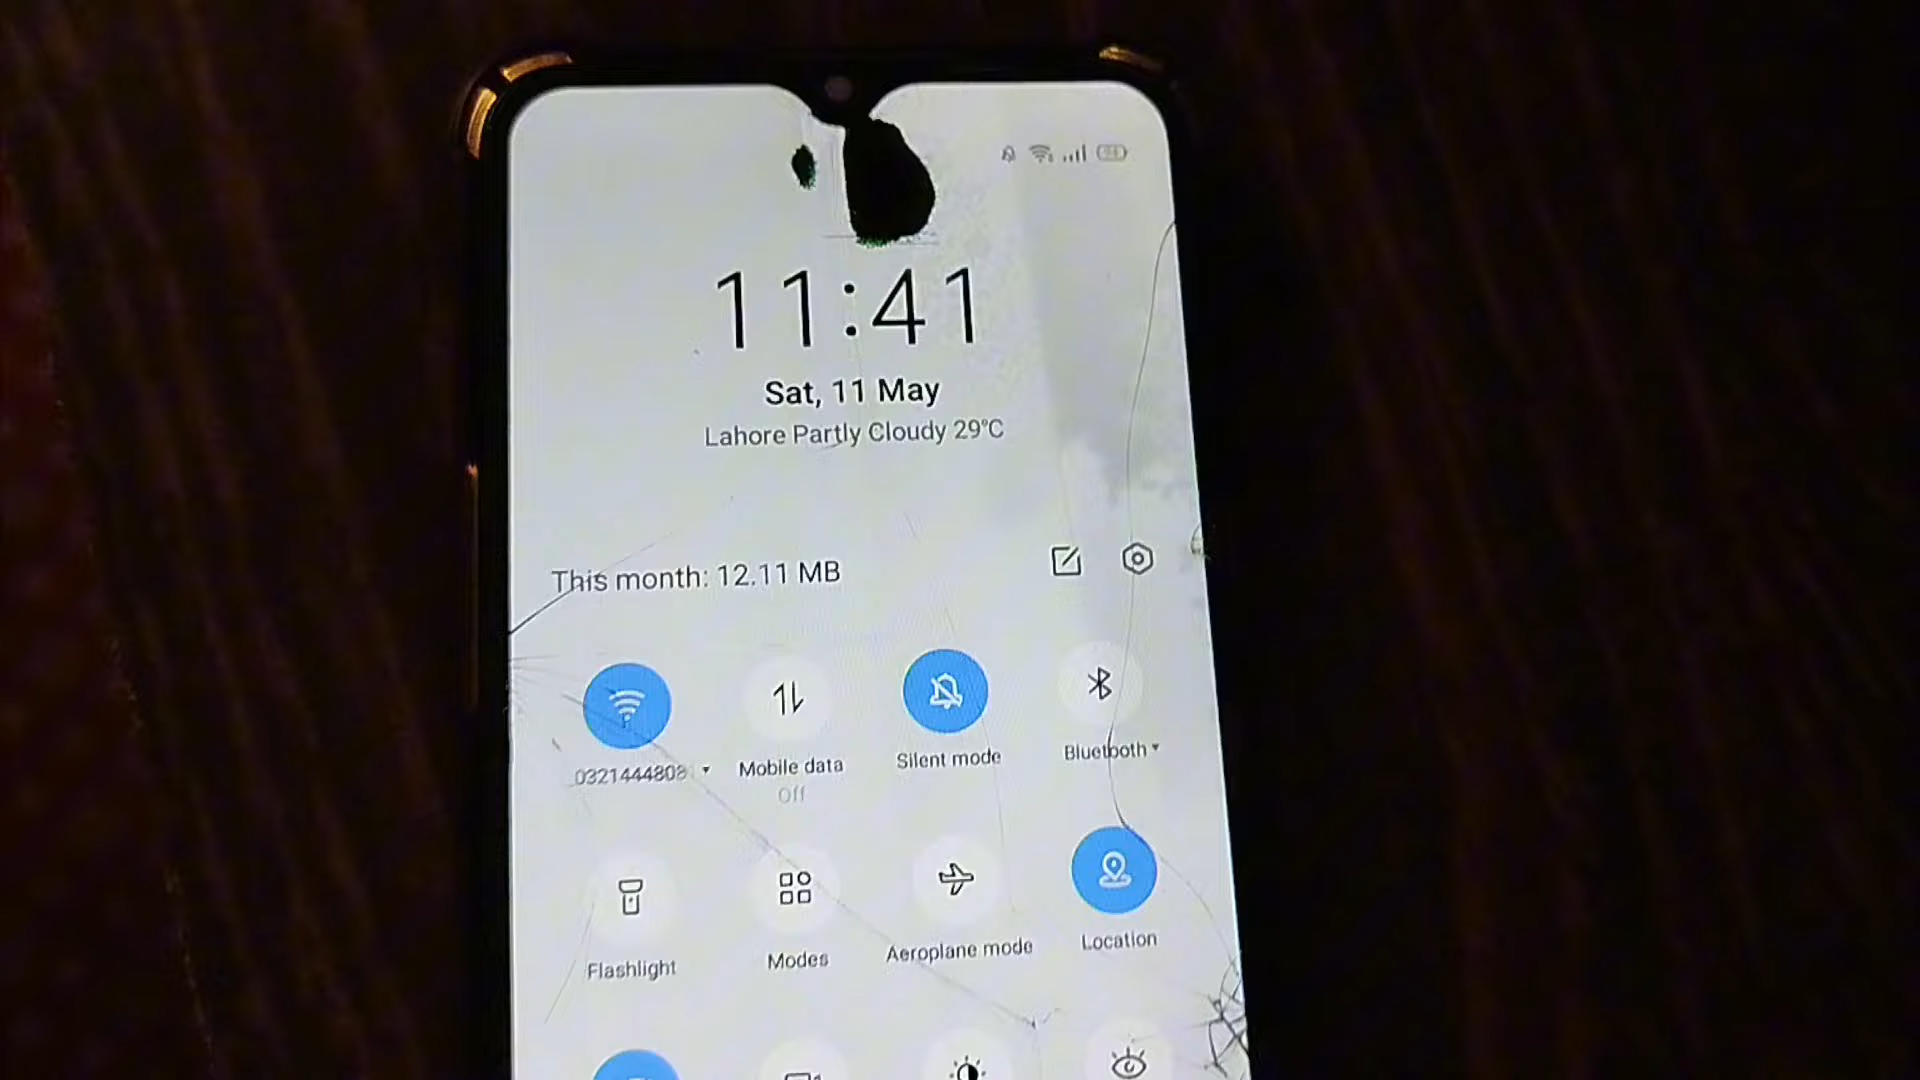 11:41
Sat, 11 May
Lahore Partly Cloudy 29°C
This month: 12.11 MB
Mobile data
Silent mode
Bluetooth
Off
Flashlight
Modes
Aeroplane mode
Location